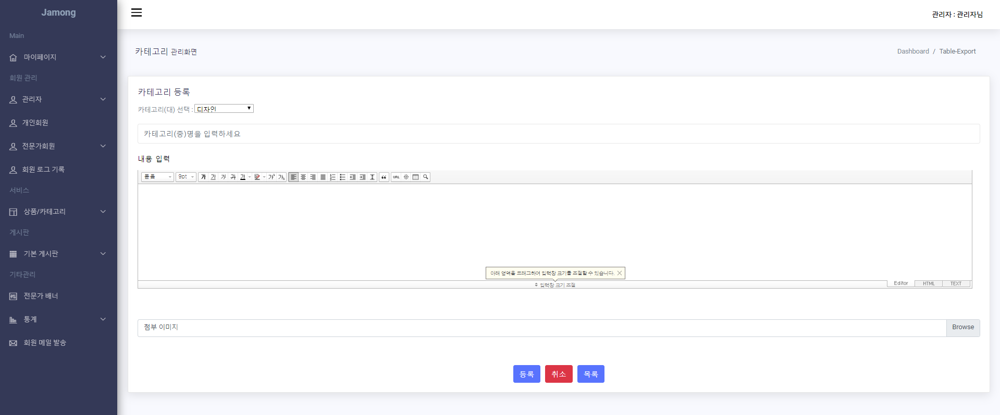 Jamong
관리자 : 관리자님
Main
마이페이지
회원 관리
관리자
개인회원
전문가회원
회원 로그 기록
서비스
상품/카테고리
게시판
기본 게시판
기타관리
전문가 배너
통계
회원 메일 발송
카테고리 관리화면
Dashboard / Table-Export
카테고리 등록
카테고리(대) 선택 : 디자인
카테고리(중)명을 입력하세요
내용 입력
돋움 9pt 가 가 가 가 가 가 가 URL
아래 영역을 드래그하여 입력창 크기를 조절할 수 있습니다.
입력창 크기 조절
Editor HTML TEXT
첨부 이미지 Browse
등록 취소 목록